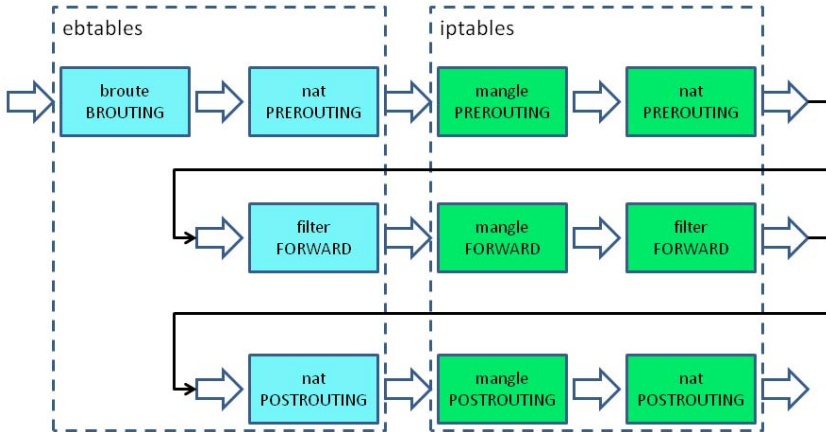 ebtables
iptables
broute
BROUTING
nat
PREROUTING
mangle
PREROUTING
nat
PREROUTING
filter
FORWARD
mangle
FORWARD
filter
FORWARD
nat
POSTROUTING
mangle
POSTROUTING
nat
POSTROUTING